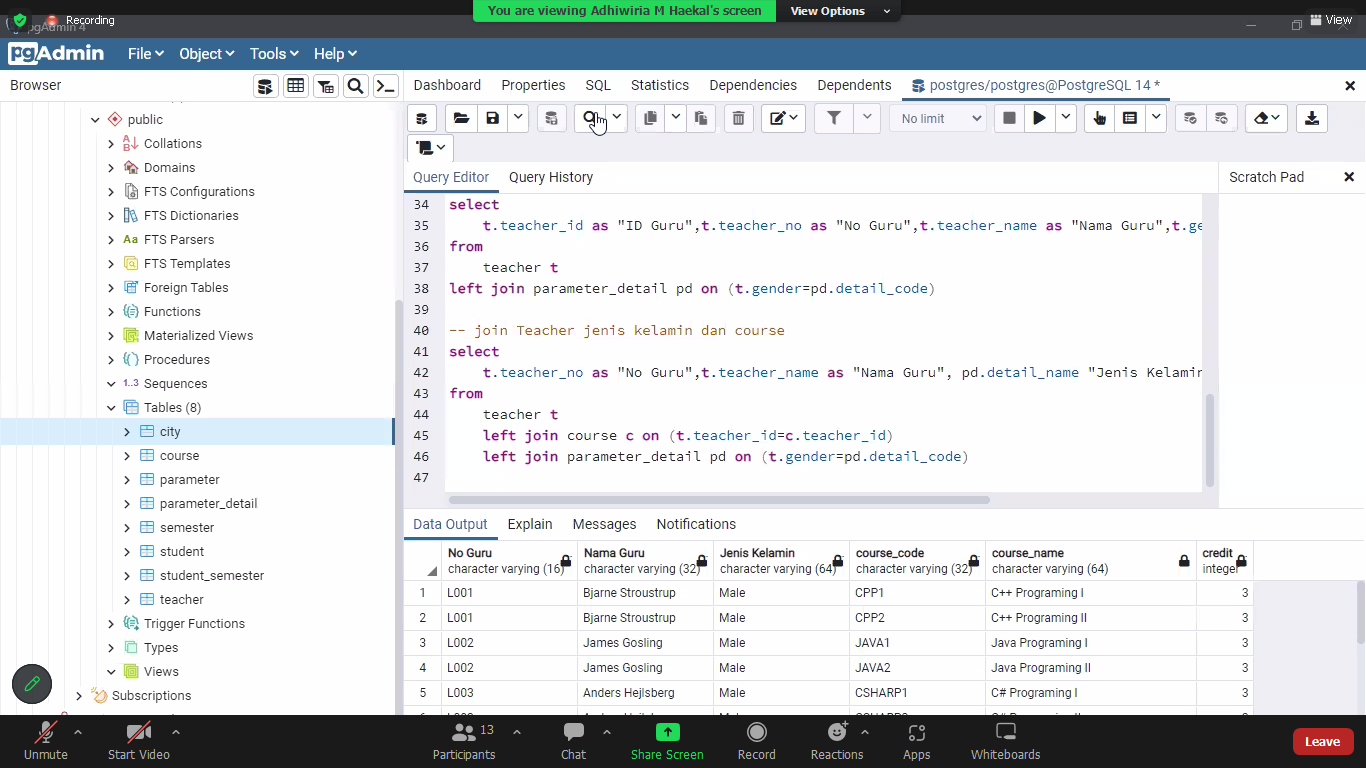 You are viewing Adhiwiria M Haekal's screen
View Options
Recording
View
pgAdmin 4
pgAdmin
File
Object
Tools
Help
Browser
Dashboard
Properties
SQL
Statistics
Dependencies
Dependents
postgres/postgres@PostgreSQL 14 *
No limit
public
Collations
Domains
FTS Configurations
FTS Dictionaries
Aa FTS Parsers
FTS Templates
Foreign Tables
Functions
Materialized Views
Procedures
1..3 Sequences
Tables (8)
city
course
parameter
parameter_detail
semester
student
student_semester
teacher
Trigger Functions
Types
Views
Subscriptions
Query Editor
Query History
Scratch Pad
34 select
35 t.teacher_id as "ID Guru",t.teacher_no as "No Guru",t.teacher_name as "Nama Guru",t.ge
36 from
37 teacher t
38 left join parameter_detail pd on (t.gender=pd.detail_code)
39
40 -- join Teacher jenis kelamin dan course
41 select
42 t.teacher_no as "No Guru",t.teacher_name as "Nama Guru", pd.detail_name "Jenis Kelamin
43 from
44 teacher t
45 left join course c on (t.teacher_id=c.teacher_id)
46 left join parameter_detail pd on (t.gender=pd.detail_code)
47
Data Output
Explain
Messages
Notifications
No Guru Nama Guru Jenis Kelamin course_code course_name credit
character varying (16) character varying (32) character varying (64) character varying (32) character varying (64) integer
1 L001 Bjarne Stroustrup Male CPP1 C++ Programing I 3
2 L001 Bjarne Stroustrup Male CPP2 C++ Programing II 3
3 L002 James Gosling Male JAVA1 Java Programing I 3
4 L002 James Gosling Male JAVA2 Java Programing II 3
5 L003 Anders Hejlsberg Male CSHARP1 C# Programing I 3
Unmute
Start Video
13
Participants
Chat
Share Screen
Record
Reactions
Apps
Whiteboards
Leave